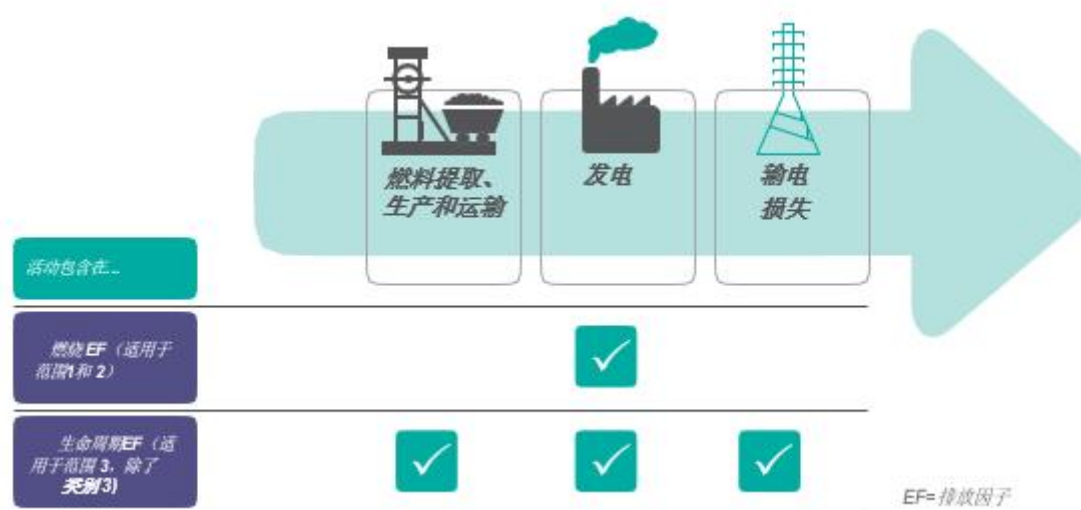 燃料提取、
生产和运输
发电
输电
损失
活动包含在...
燃烧 EF（适用于
范围1和 2）
生命周期EF（适
用于范围 3，除了
类别 3)
EF=排放因子